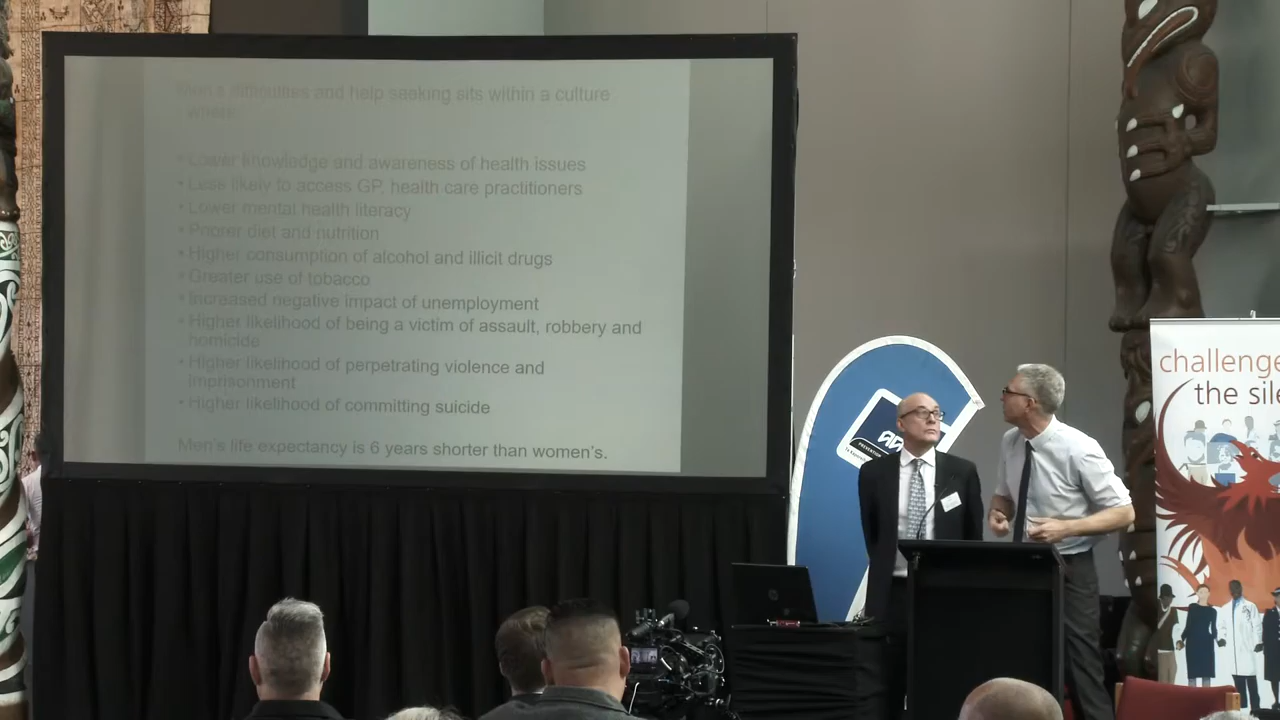 Men's difficulties and help seeking sits within a culture
where:
• Lower knowledge and awareness of health issues
• Less likely to access GP, health care practitioners
• Lower mental health literacy
• Poorer diet and nutrition
• Higher consumption of alcohol and illicit drugs
• Greater use of tobacco
• Increased negative impact of unemployment
• Higher likelihood of being a victim of assault, robbery and
homicide
• Higher likelihood of perpetrating violence and
imprisonment
• Higher likelihood of committing suicide
Men's life expectancy is 6 years shorter than women's.
challenge
the sile